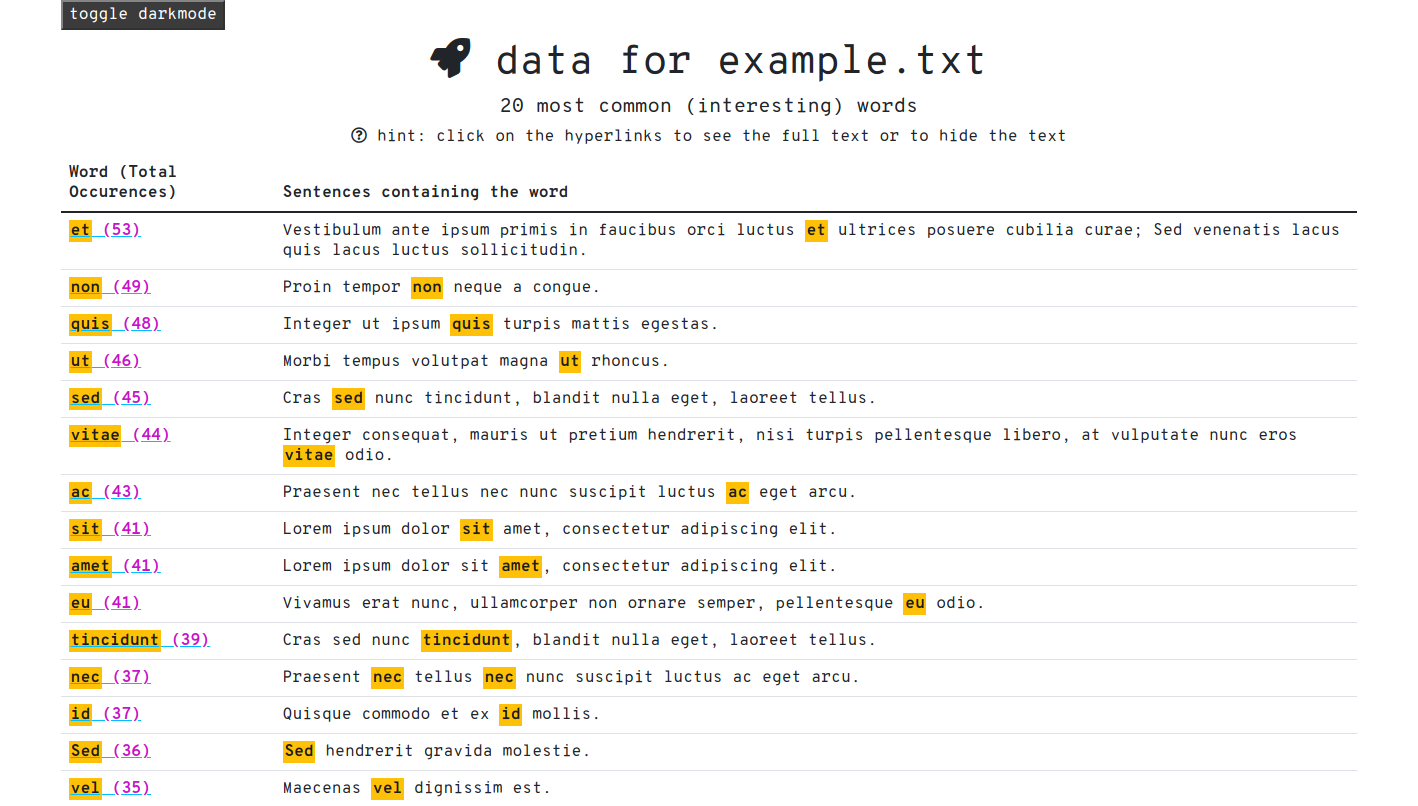 toggle darkmode
data for example.txt
20 most common (interesting) words
hint: click on the hyperlinks to see the full text or to hide the text
Word (Total
Occurences)
Sentences containing the word
et (53)
Vestibulum ante ipsum primis in faucibus orci luctus et ultrices posuere cubilia curae; Sed venenatis lacus
quis lacus luctus sollicitudin.
non (49)
Proin tempor non neque a congue.
quis (48)
Integer ut ipsum quis turpis mattis egestas.
ut (46)
Morbi tempus volutpat magna ut rhoncus.
sed (45)
Cras sed nunc tincidunt, blandit nulla eget, laoreet tellus.
vitae (44)
Integer consequat, mauris ut pretium hendrerit, nisi turpis pellentesque libero, at vulputate nunc eros
vitae odio.
ac (43)
Praesent nec tellus nec nunc suscipit luctus ac eget arcu.
sit (41)
Lorem ipsum dolor sit amet, consectetur adipiscing elit.
amet (41)
Lorem ipsum dolor sit amet, consectetur adipiscing elit.
eu (41)
Vivamus erat nunc, ullamcorper non ornare semper, pellentesque eu odio.
tincidunt (39)
Cras sed nunc tincidunt, blandit nulla eget, laoreet tellus.
nec (37)
Praesent nec tellus nec nunc suscipit luctus ac eget arcu.
id (37)
Quisque commodo et ex id mollis.
Sed (36)
Sed hendrerit gravida molestie.
vel (35)
Maecenas vel dignissim est.